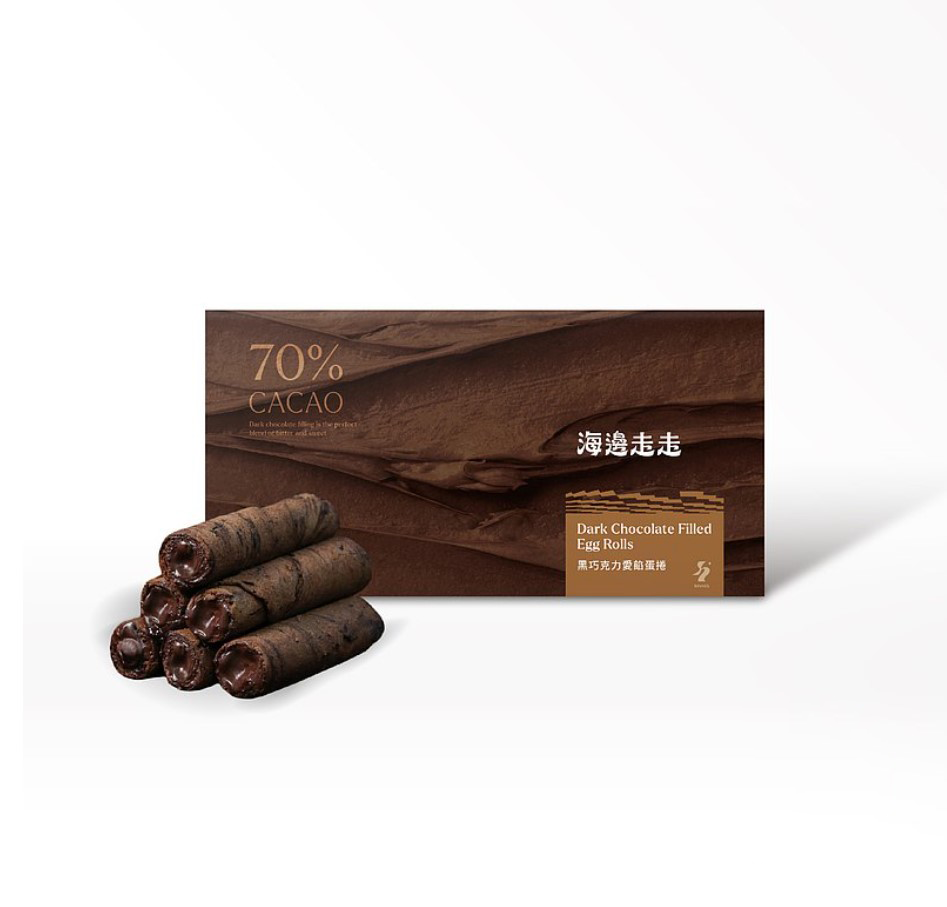 70%
CACAO
Dark chocolate filling is the perfect
blend of bitter and sweet
海邊走走
Dark Chocolate Filled
Egg Rolls
黑巧克力愛餡蛋捲